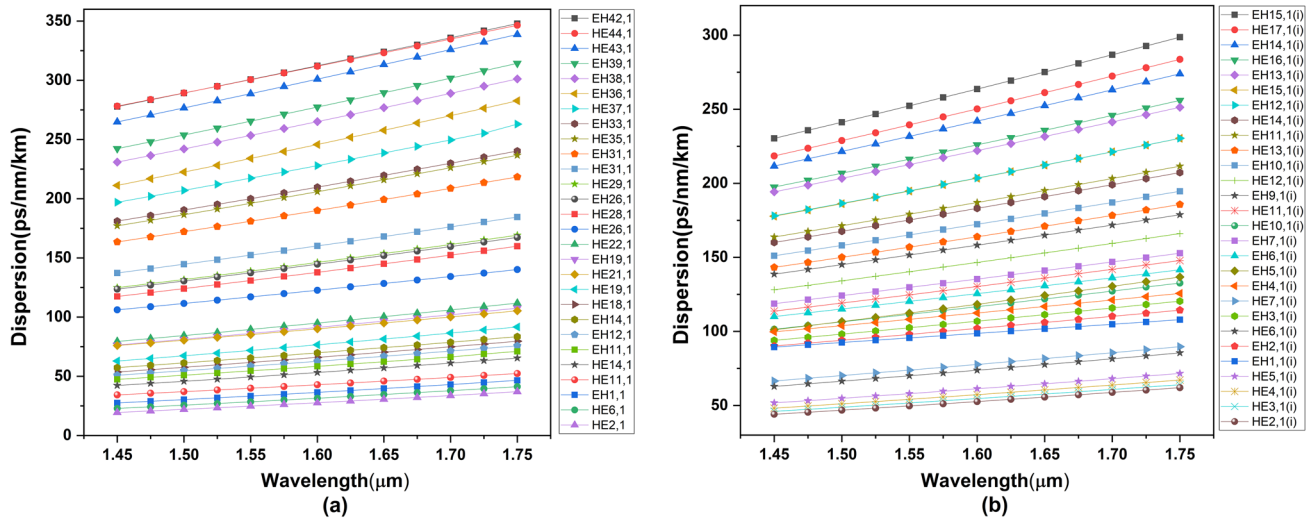 350
300
250
200
150
100
50
0
Dispersion(ps/nm/km)
1.45
1.50
1.55
1.60
1.65
1.70
1.75
Wavelength(μm)
(a)
EH42,1
HE44,1
EH43,1
EH39,1
EH38,1
EH36,1
HE37,1
EH33,1
HE35,1
EH31,1
HE31,1
HE29,1
EH26,1
HE28,1
HE26,1
HE22,1
EH19,1
HE21,1
HE19,1
HE18,1
EH14,1
EH12,1
EH11,1
HE14,1
HE11,1
EH1,1
HE6,1
HE2,1
300
250
200
150
100
50
Dispersion(ps/nm/km)
1.45
1.50
1.55
1.60
1.65
1.70
1.75
Wavelength(μm)
(b)
EH15,1(i)
HE17,1(i)
EH14,1(i)
HE16,1(i)
EH13,1(i)
HE15,1(i)
EH12,1(i)
HE14,1(i)
EH11,1(i)
HE13,1(i)
EH10,1(i)
HE12,1(i)
EH9,1(i)
HE11,1(i)
HE10,1(i)
EH7,1(i)
EH6,1(i)
EH5,1(i)
EH4,1(i)
HE7,1(i)
EH3,1(i)
HE6,1(i)
EH2,1(i)
EH1,1(i)
HE5,1(i)
HE4,1(i)
HE3,1(i)
HE2,1(i)